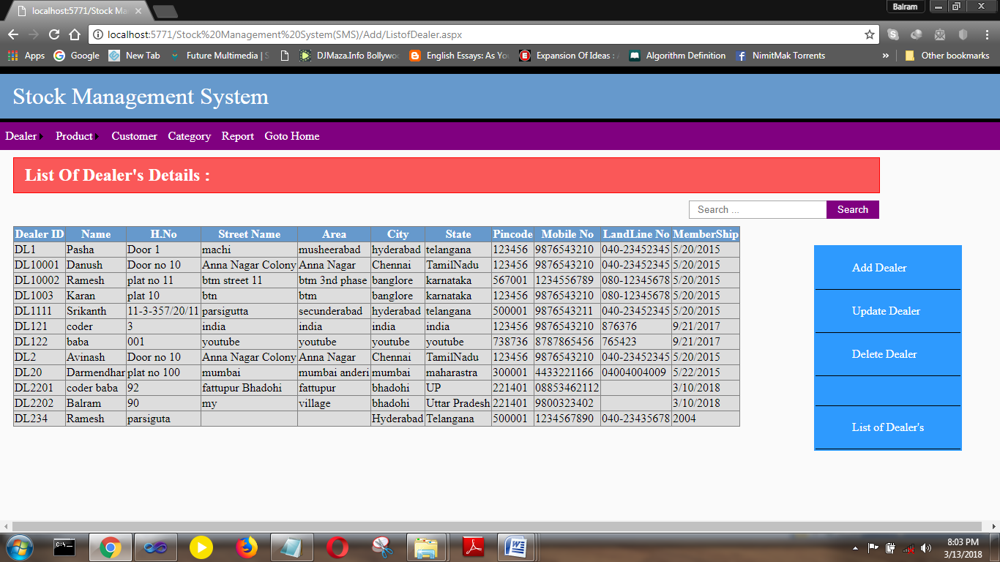 localhost:5771/Stock Ma
Balram
localhost:5771/Stock%20Management%20System(SMS)/Add/ListofDealer.aspx
Apps Google New Tab Future Multimedia | S DJMaza.Info Bollywo English Essays: As Yo Expansion Of Ideas : A Algorithm Definition NimitMak Torrents » Other bookmarks
Stock Management System
Dealer Product Customer Category Report Goto Home
List Of Dealer's Details :
Search ... Search
Dealer ID Name H.No Street Name Area City State Pincode Mobile No LandLine No MemberShip
DL1 Pasha Door 1 machi musheerabad hyderabad telangana 123456 9876543210 040-23452345 5/20/2015
DL10001 Danush Door no 10 Anna Nagar Colony Anna Nagar Chennai TamilNadu 123456 9876543210 040-23452345 5/20/2015
DL10002 Ramesh plat no 11 btm street 11 btm 3nd phase banglore karnataka 567001 1234556789 080-12345678 5/20/2015
DL1003 Karan plat 10 btn btm banglore karnataka 123456 9876543210 080-12345678 5/20/2015
DL1111 Srikanth 11-3-357/20/11 parsigutta secunderabad hyderabad telangana 500001 9876543211 040-23452345 5/20/2015
DL121 coder 3 india india india india 123456 9876543210 876376 9/21/2017
DL122 baba 001 youtube youtube youtube youtube 738736 8787865456 765423 9/21/2017
DL2 Avinash Door no 10 Anna Nagar Colony Anna Nagar Chennai TamilNadu 123456 9876543210 040-23452345 5/20/2015
DL20 Darmendhar plat no 100 mumbai mumbai anderi mumbai maharastra 300001 4433221166 04004004009 5/22/2015
DL2201 coder baba 92 fattupur Bhadohi fattupur bhadohi UP 221401 08853462112 3/10/2018
DL2202 Balram 90 my village bhadohi Uttar Pradesh 221401 9800323402 3/10/2018
DL234 Ramesh parsiguta Hyderabad Telangana 500001 1234567890 040-23435678 2004
Add Dealer
Update Dealer
Delete Dealer
List of Dealer's
8:03 PM
3/13/2018